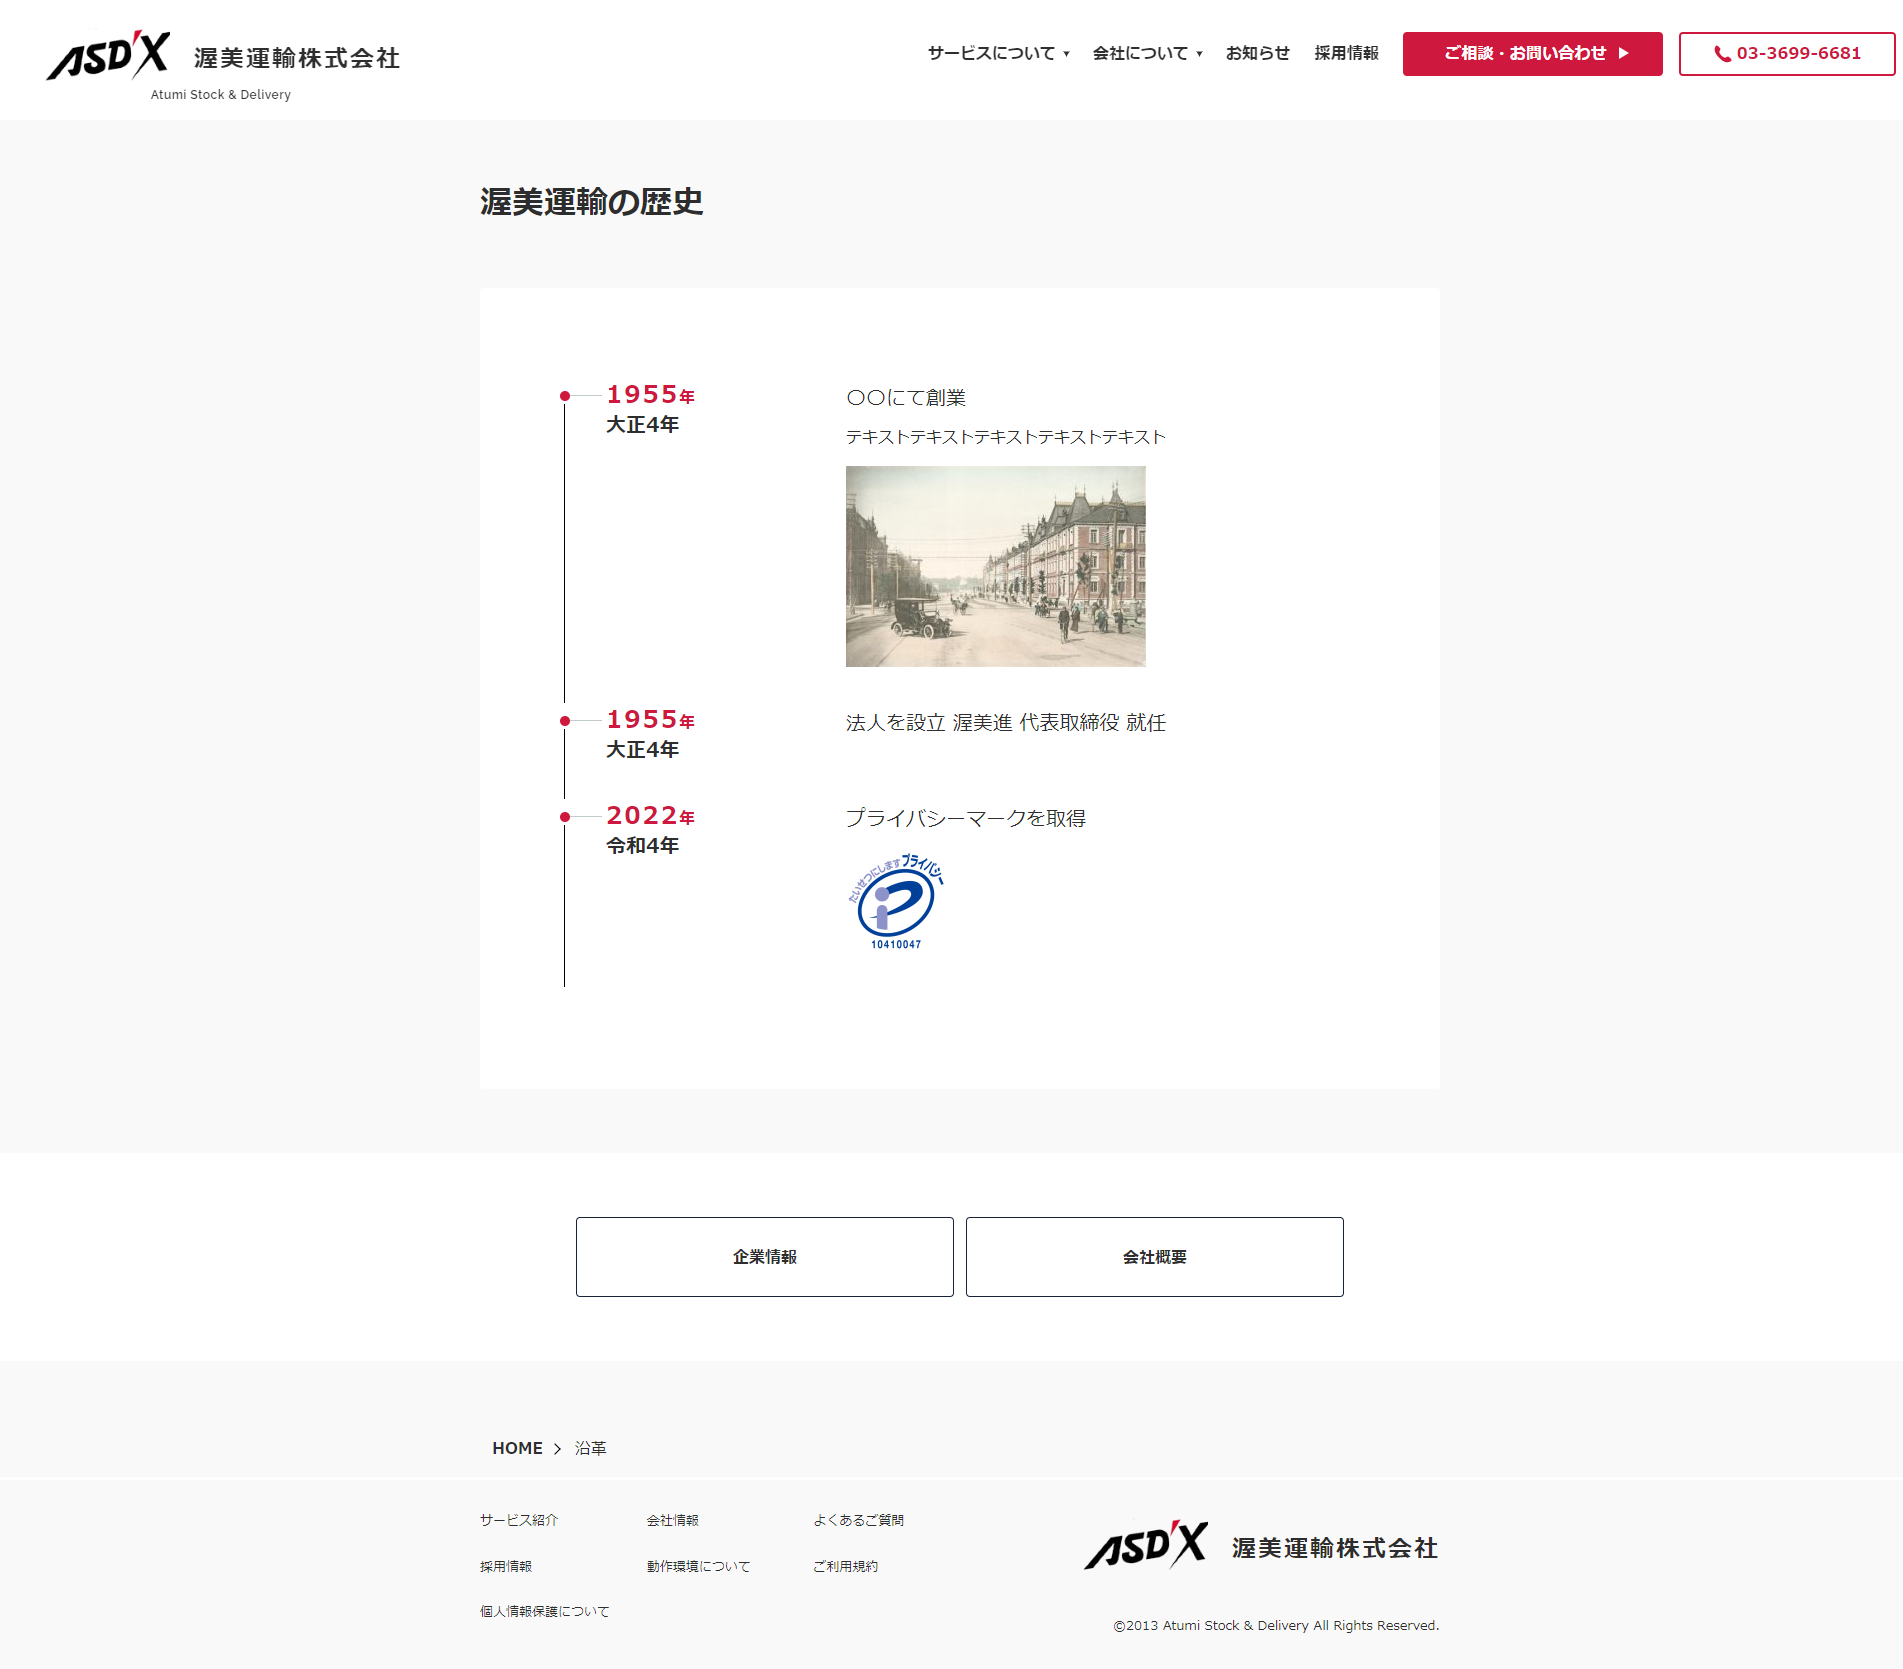 ASD'X 渥美運輸株式会社
Atumi Stock & Delivery
サービスについて ▾ 会社について ▾ お知らせ 採用情報 ご相談・お問い合わせ ▶ 03-3699-6681
渥美運輸の歴史
1955年
大正4年
〇〇にて創業
テキストテキストテキストテキストテキスト
1955年
大正4年
法人を設立 渥美進 代表取締役 就任
2022年
令和4年
プライバシーマークを取得
たいせつにしますプライバシー
10410047
企業情報 会社概要
HOME > 沿革
サービス紹介 会社情報 よくあるご質問
採用情報 動作環境について ご利用規約
個人情報保護について
ASD'X 渥美運輸株式会社
©2013 Atumi Stock & Delivery All Rights Reserved.